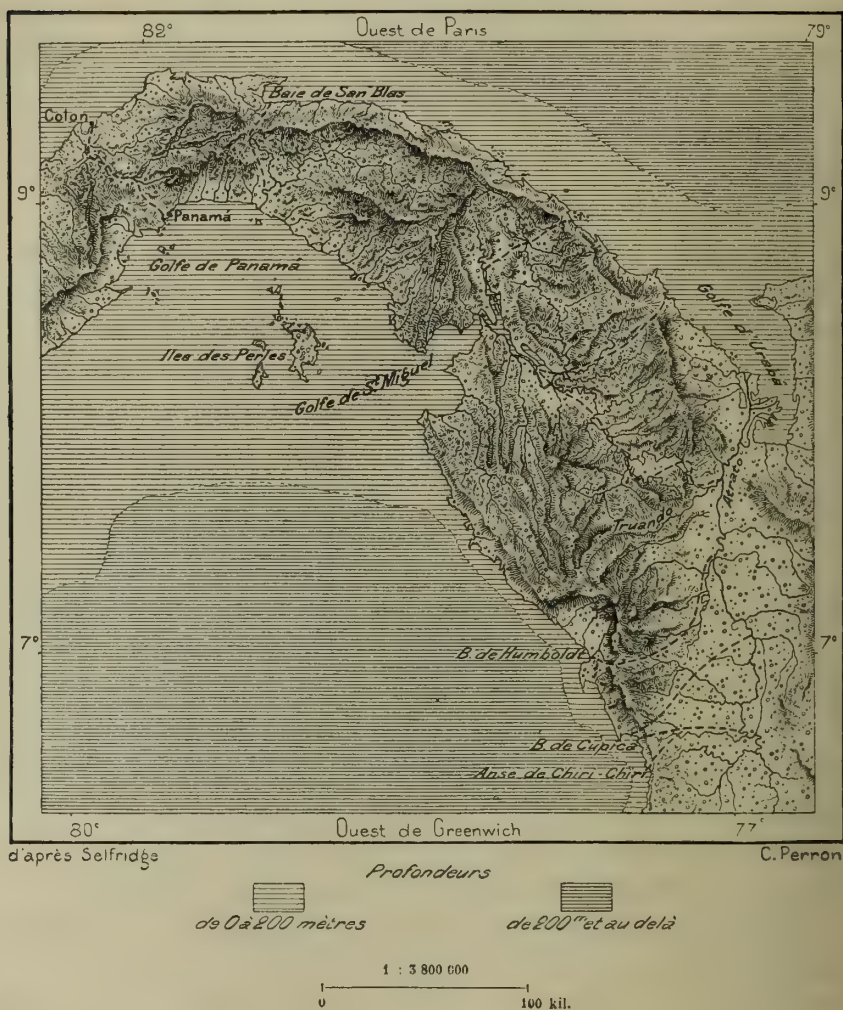 82° Ouest de Paris 79°
Baie de San Blas
Colon
9° 9°
Panamá
Golfe de Panamá
Golfe d'Uraba
Iles des Perles
Golfe de St Miguel
Atrato
Truando
7° 7°
B. de Humboldt
B. de Cupica
Anse de Chiri-Chiri
80° Ouest de Greenwich 77°
d'après Selfridge C. Perron
Profondeurs
de 0 à 200 mètres de 200 m et au delà
1 : 3 800 000
0 100 kil.